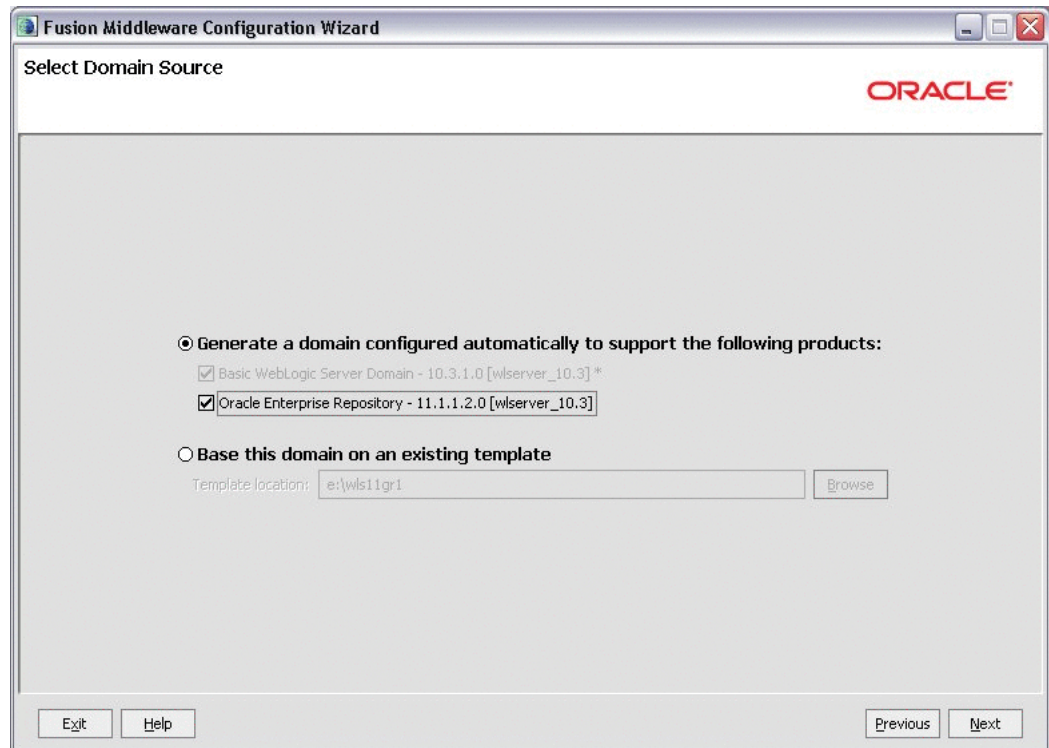 Fusion Middleware Configuration Wizard
Select Domain Source
ORACLE
Generate a domain configured automatically to support the following products:
Basic WebLogic Server Domain - 10.3.1.0 [wlserver_10.3] *
Oracle Enterprise Repository - 11.1.1.2.0 [wlserver_10.3]
Base this domain on an existing template
Template location: e:\wls11gr1 Browse
Exit Help Previous Next